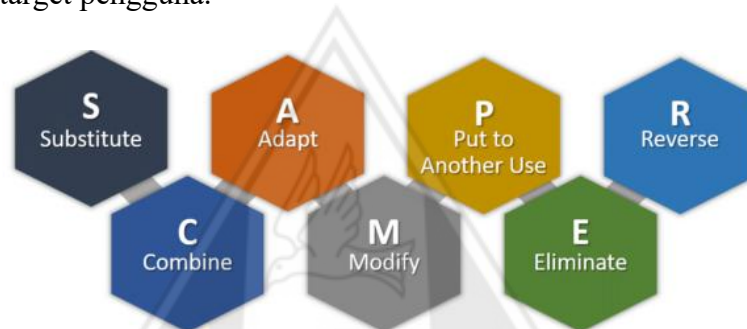 target pengguna.
S
Substitute
C
Combine
A
Adapt
M
Modify
P
Put to
Another Use
E
Eliminate
R
Reverse